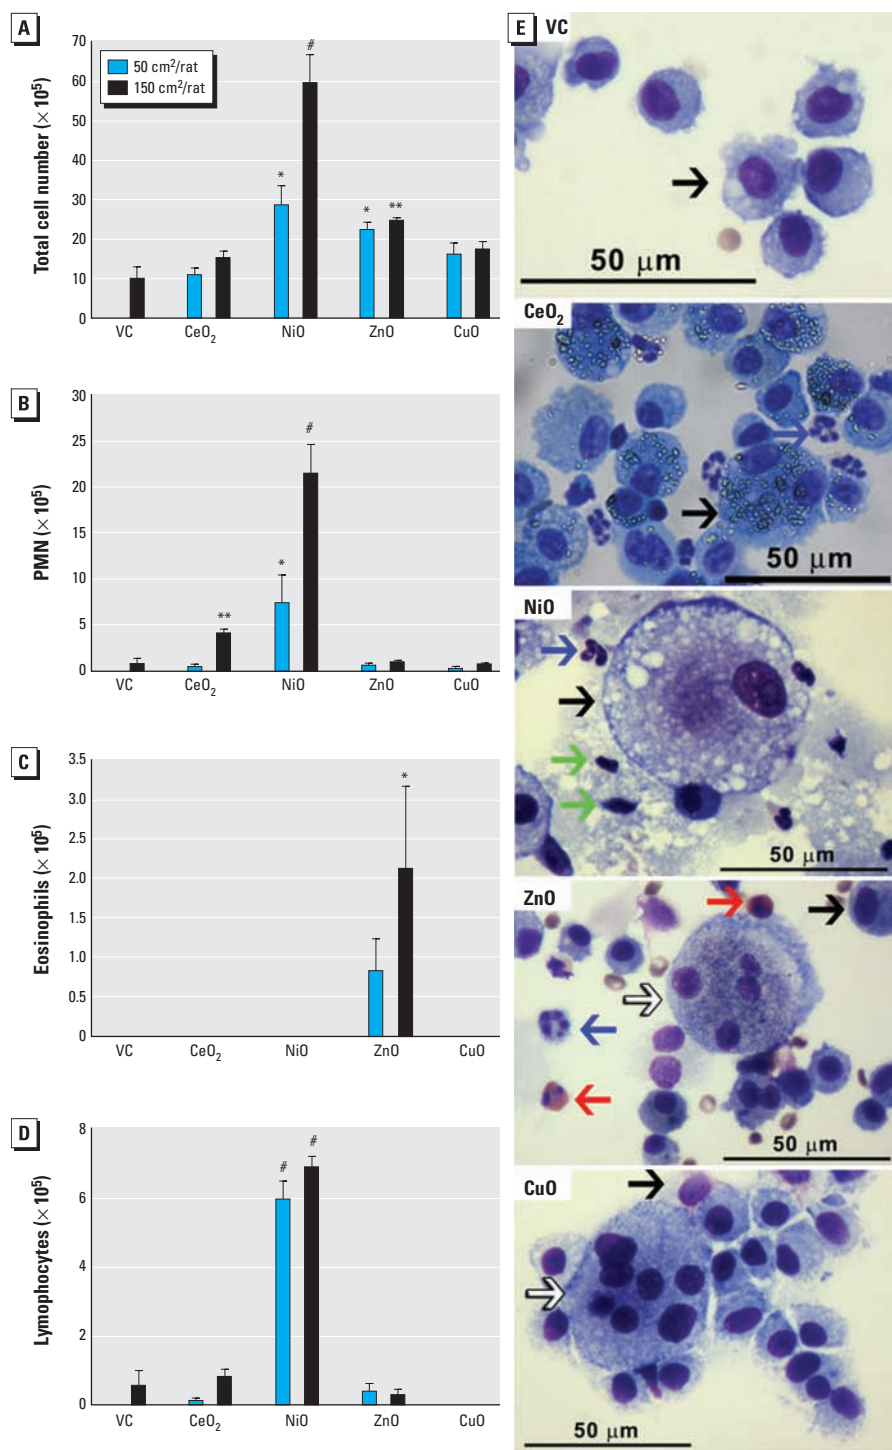 A
Total cell number (× 10⁵)
70
60
50
40
30
20
10
0
50 cm²/rat
150 cm²/rat
*
#
*
**
VC
CeO₂
NiO
ZnO
CuO
B
PMN (× 10⁵)
30
25
20
15
10
5
0
**
*
#
VC
CeO₂
NiO
ZnO
CuO
C
Eosinophils (× 10⁵)
3.5
3.0
2.5
2.0
1.5
1.0
0.5
0
*
VC
CeO₂
NiO
ZnO
CuO
D
Lymophocytes (× 10⁵)
8
6
4
2
0
#
#
VC
CeO₂
NiO
ZnO
CuO
E
VC
50 μm
CeO₂
50 μm
NiO
50 μm
ZnO
50 μm
CuO
50 μm